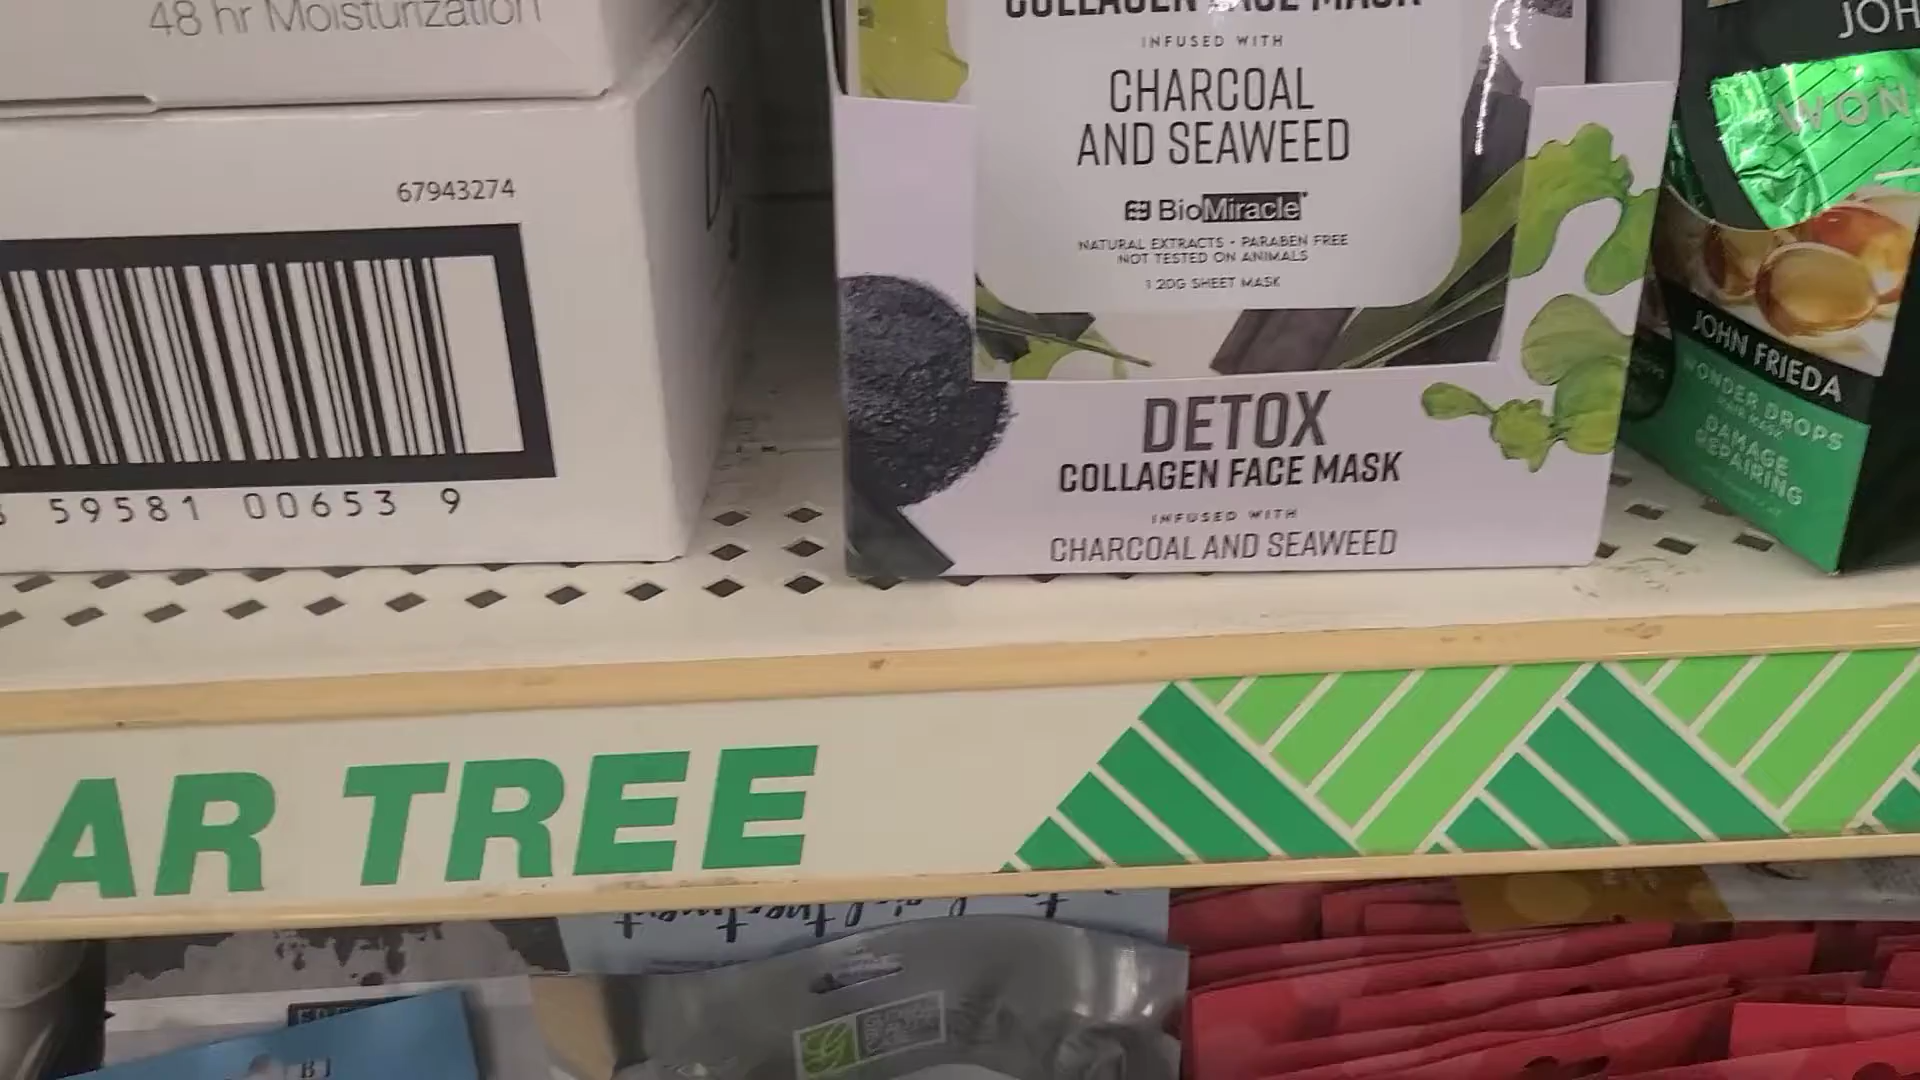 48 hr Moisturization
67943274
59581 00653 9
COLLAGEN FACE MASK
INFUSED WITH
CHARCOAL
AND SEAWEED
BioMiracle
NATURAL EXTRACTS • PARABEN FREE
NOT TESTED ON ANIMALS
1 20G SHEET MASK
DETOX
COLLAGEN FACE MASK
INFUSED WITH
CHARCOAL AND SEAWEED
JOH
WON
JOHN FRIEDA
WONDER DROPS
HAIR MASK
DAMAGE
REPAIRING
AR TREE